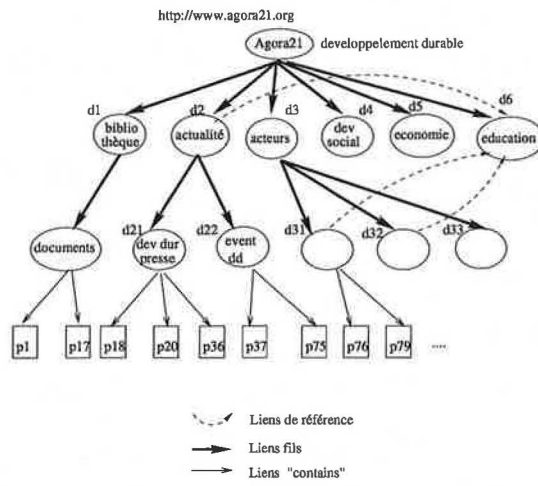 http://www.agora21.org
Agora21
developpelement durable
d1
d2
d3
d4
d5
d6
biblio
thèque
actualité
acteurs
dev
social
economie
education
documents
d21
dev dur
presse
d22
event
dd
d31
d32
d33
p1
p17
p18
p20
p36
p37
p75
p76
p79
....
Liens de référence
Liens fils
Liens "contains"